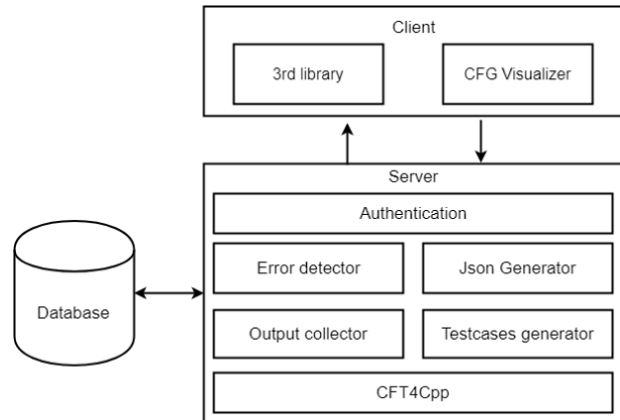 Client
3rd library
CFG Visualizer
Server
Authentication
Error detector
Json Generator
Database
Output collector
Testcases generator
CFT4Cpp